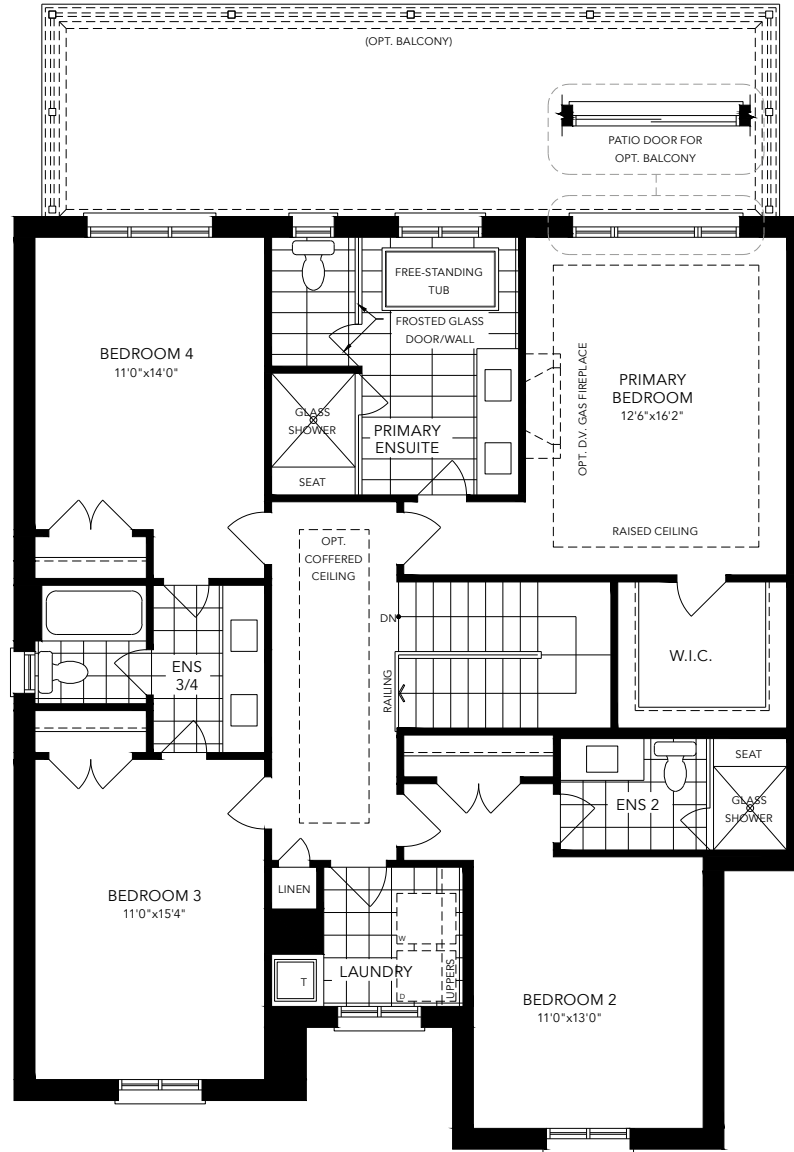 (OPT. BALCONY)
PATIO DOOR FOR
OPT. BALCONY
FREE-STANDING
TUB
FROSTED GLASS
DOOR/WALL
BEDROOM 4
11'0"x14'0"
GLASS
SHOWER
SEAT
PRIMARY
ENSUITE
OPT. D.V. GAS FIREPLACE
PRIMARY
BEDROOM
12'6"x16'2"
RAISED CEILING
OPT.
COFFERED
CEILING
DN
RAILING
W.I.C.
ENS
3/4
SEAT
GLASS
SHOWER
ENS 2
BEDROOM 3
11'0"x15'4"
LINEN
W
LAUNDRY
UPPERS
T
D
BEDROOM 2
11'0"x13'0"